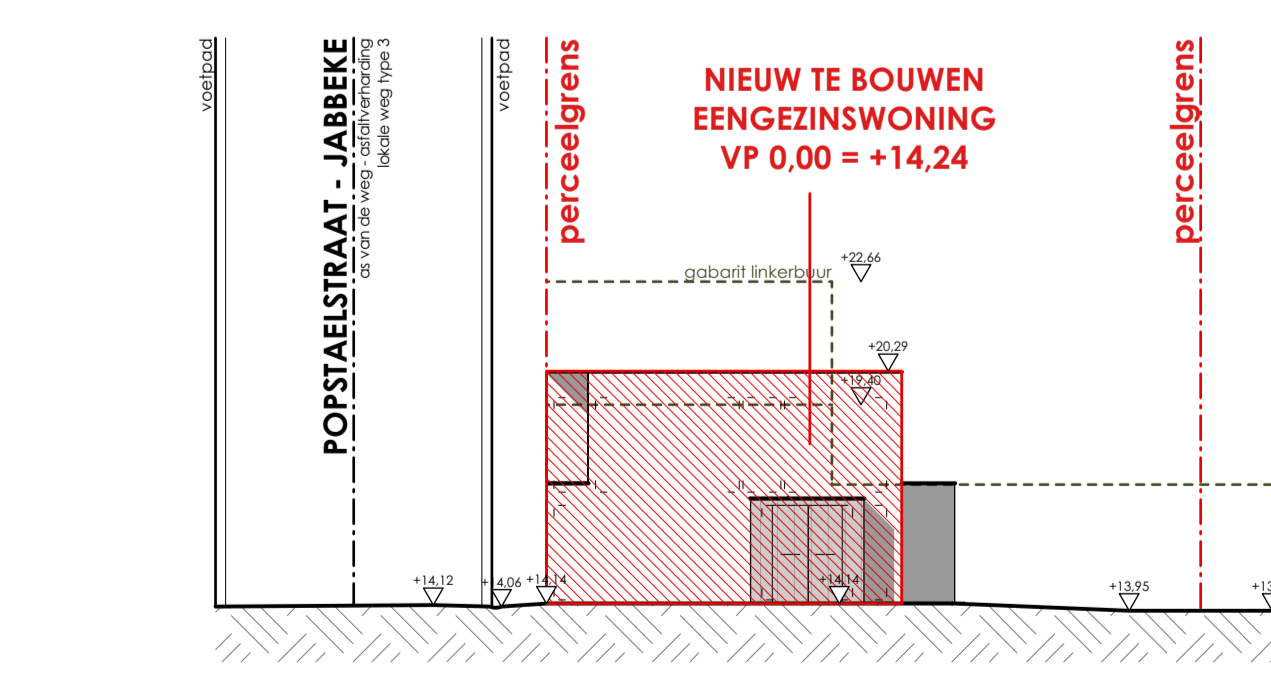 voetpad
POPSTAELSTRAAT - JABBEKE
as van de weg - asfaltverharding
lokale weg type 3
voetpad
perceelgrens
NIEUW TE BOUWEN
EENGEZINSWONING
VP 0,00 = +14,24
perceelgrens
gabarit linkerbuur
+22,66
+20,29
+19,40
+14,12
+14,06
+14,14
+14,14
+13,95